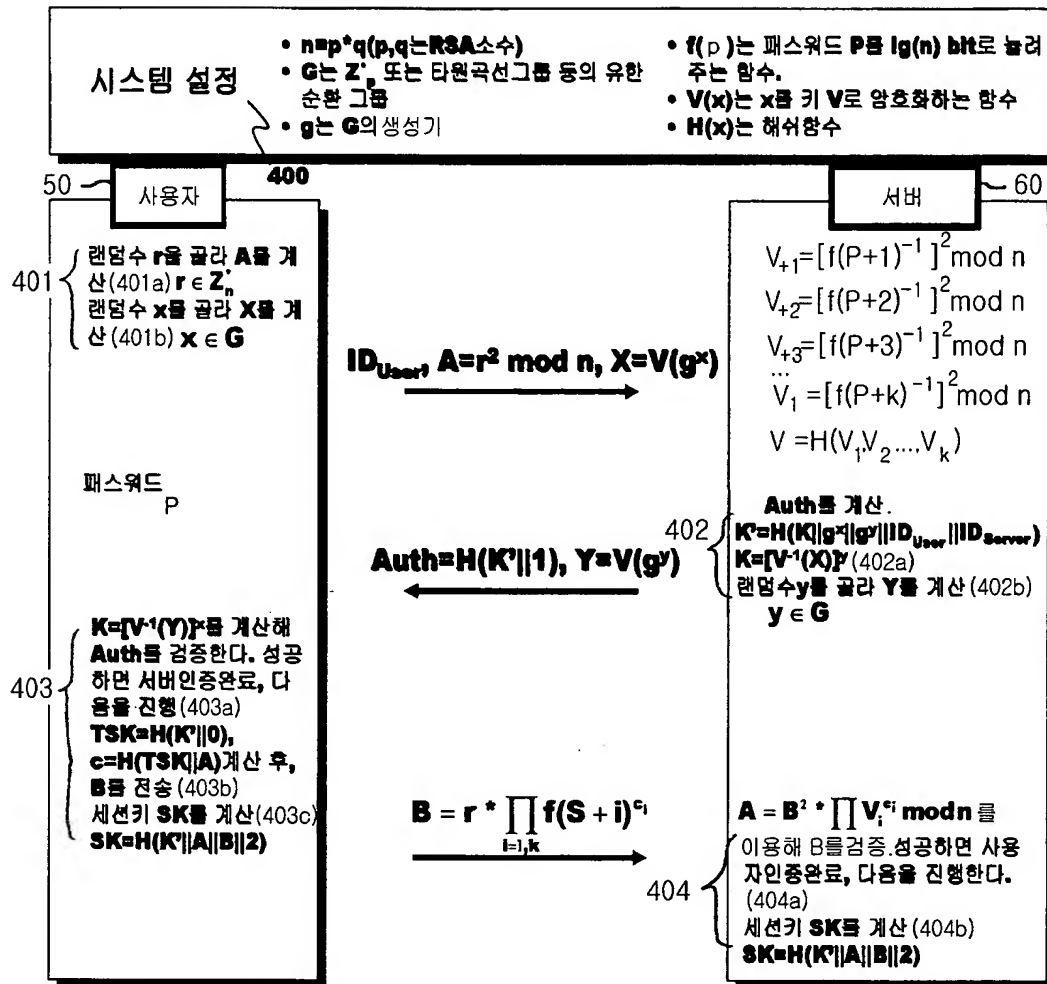 시스템 설정
• n=p*q(p,q는RSA소수)
• G는 Z*p 또는 타원곡선그룹 등의 유한
순환 그룹
• g는 G의생성기
• f(p)는 패스워드 P를 lg(n) bit로 늘려
주는 함수.
• V(x)는 x를 키 V로 암호화하는 함수
• H(x)는 해쉬함수
400
50
사용자
401
랜덤수 r을 골라 A를 계
산(401a) r ∈ Z*n
랜덤수 x를 골라 X를 계
산(401b) x ∈ G
패스워드 P
403
K=[V⁻¹(Y)]ˣ를 계산해
Auth를 검증한다. 성공
하면 서버인증완료, 다
음을 진행(403a)
TSK=H(K'||0),
c=H(TSK||A)계산 후,
B를 전송(403b)
세션키 SK를 계산(403c)
SK=H(K'||A||B||2)
ID_User, A=r² mod n, X=V(gˣ)
Auth=H(K'||1), Y=V(gʸ)
B = r * ∏ f(S + i)^ci
i=1,k
60
서버
V+1=[f(P+1)⁻¹]²mod n
V+2=[f(P+2)⁻¹]²mod n
V+3=[f(P+3)⁻¹]²mod n
...
V₁=[f(P+k)⁻¹]²mod n
V=H(V₁,V₂....,Vk)
402
Auth를 계산.
K'=H(K||gˣ||gʸ||ID_User||ID_Server)
K=[V⁻¹(X)]ʸ(402a)
랜덤수y를 골라 Y를 계산(402b)
y ∈ G
404
A = B² * ∏ Vi^ci mod n 를
이용해 B를검증.성공하면 사용
자인증완료, 다음을 진행한다.
(404a)
세션키 SK를 계산(404b)
SK=H(K'||A||B||2)